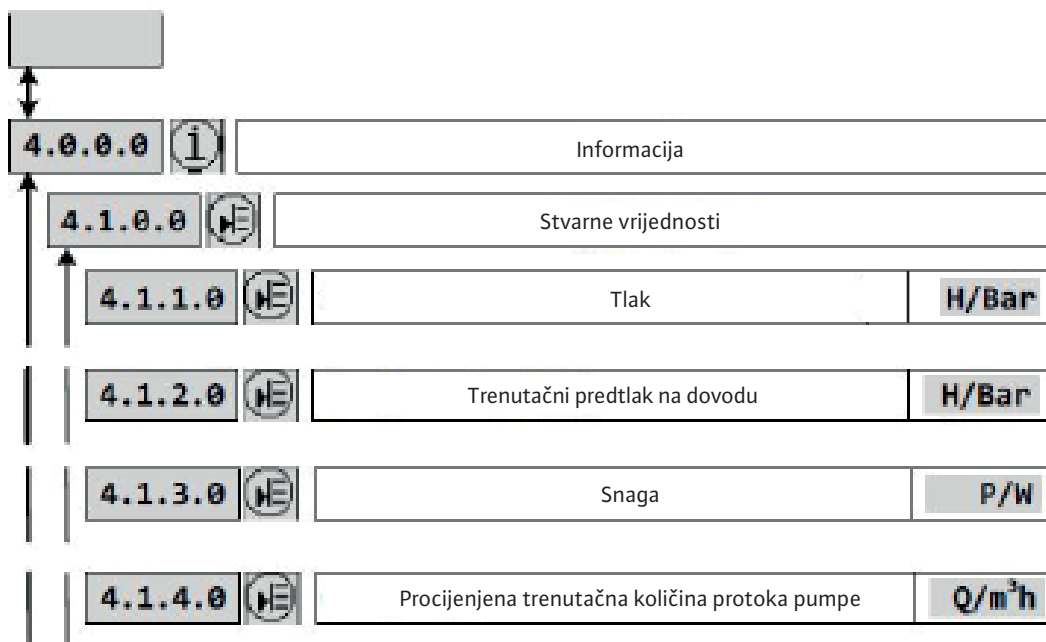 4.0.0.0 i Informacija
4.1.0.0 Stvarne vrijednosti
4.1.1.0 Tlak H/Bar
4.1.2.0 Trenutačni predtlak na dovodu H/Bar
4.1.3.0 Snaga P/W
4.1.4.0 Procijenjena trenutačna količina protoka pumpe Q/m³h